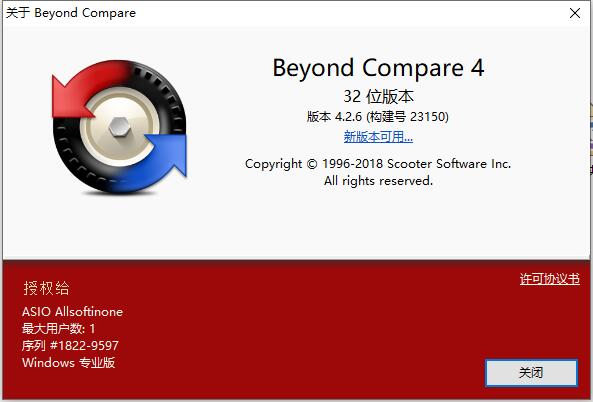 关于 Beyond Compare
Beyond Compare 4
32 位版本
版本 4.2.6 (构建号 23150)
新版本可用...
Copyright © 1996-2018 Scooter Software Inc.
All rights reserved.
许可协议书
授权给
ASIO Allsoftinone
最大用户数: 1
序列 #1822-9597
Windows 专业版
关闭